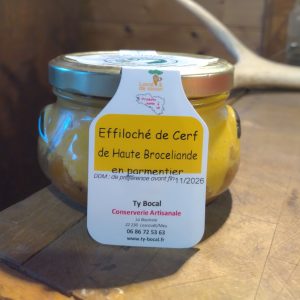 Effiloché de Cerf
de Haute Broceliande
en parmentier
DDM: de préférence avant fin 11/2026
Ty Bocal
Conserverie Artisanale
06 86 72 53 63
www.ty-bocal.fr